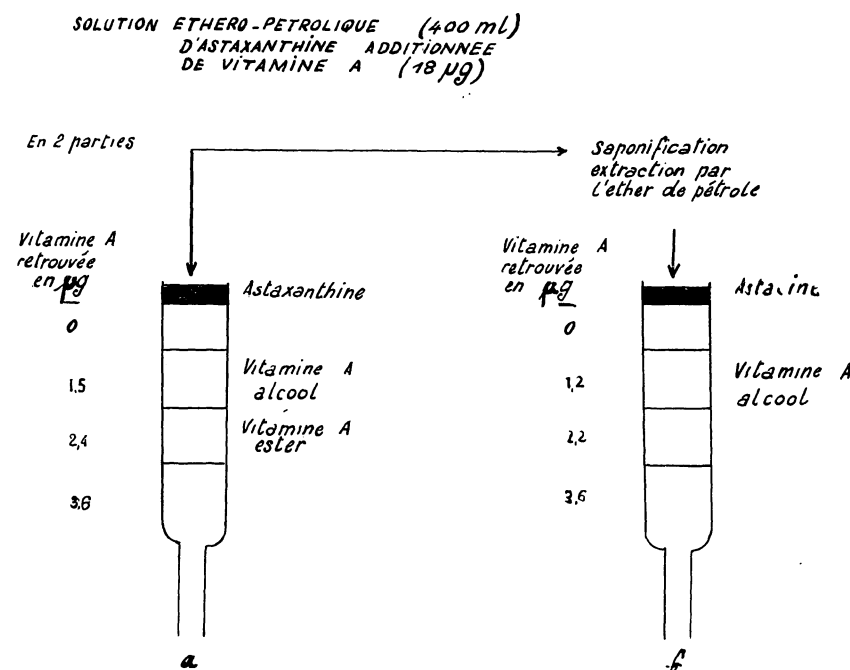 SOLUTION ETHERO-PETROLIQUE (400 ml)
D'ASTAXANTHINE ADDITIONNEE
DE VITAMINE A (18 µg)
En 2 parties
Saponification
extraction par
l'ether de pétrole
Vitamine A
retrouvée
en µg
Astaxanthine
0
1,5
Vitamine A
alcool
2,4
Vitamine A
ester
3,6
a
Vitamine A
retrouvée
en µg
0
1,2
Vitamine A
alcool
2,2
3,6